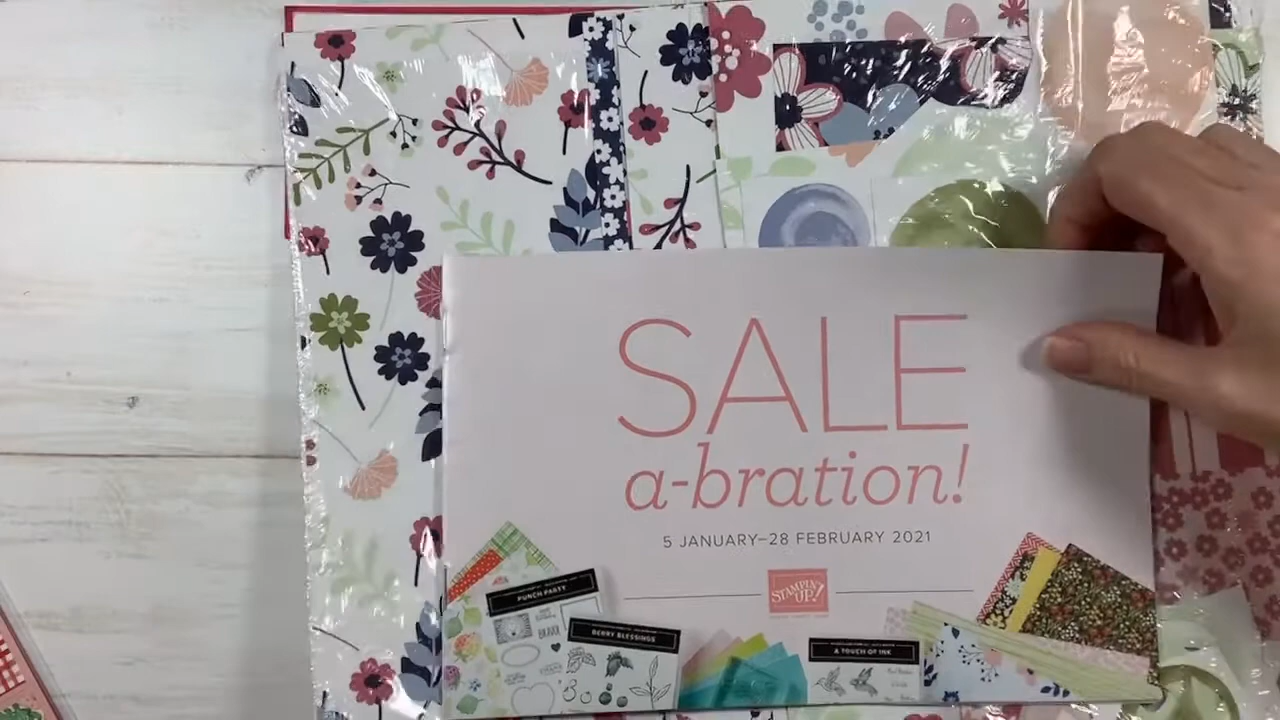 SALE
a-bration!
5 JANUARY–28 FEBRUARY 2021
STAMPIN' UP!
PUNCH PARTY
BERRY BLESSINGS
A TOUCH OF INK